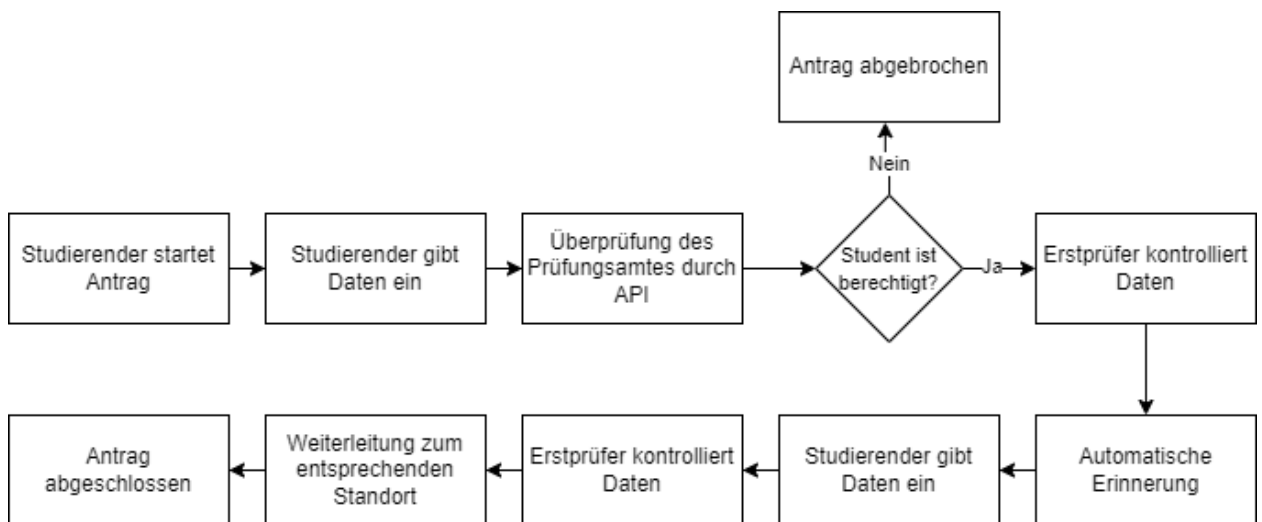 Antrag abgebrochen
Nein
Studierender startet
Antrag
Studierender gibt
Daten ein
Überprüfung des
Prüfungsamtes durch
API
Student ist
berechtigt?
Ja
Erstprüfer kontrolliert
Daten
Antrag
abgeschlossen
Weiterleitung zum
entsprechenden
Standort
Erstprüfer kontrolliert
Daten
Studierender gibt
Daten ein
Automatische
Erinnerung